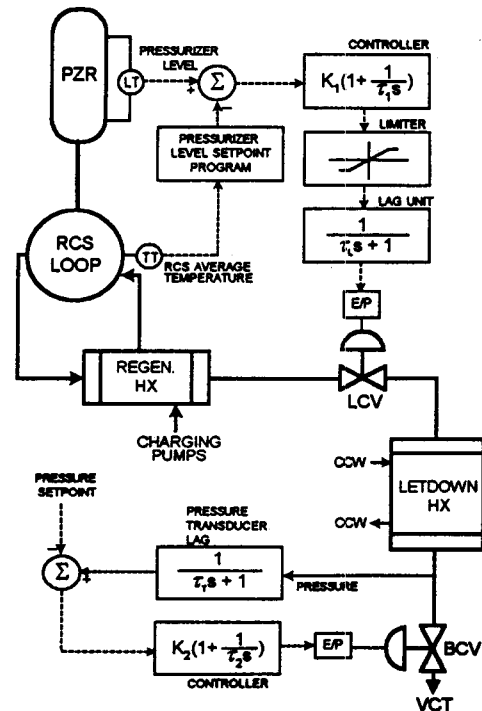 PZR
LT
PRESSURIZER
LEVEL
+
Σ
−
CONTROLLER
K₁(1+ 1/τ₁s)
LIMITER
PRESSURIZER
LEVEL SETPOINT
PROGRAM
LAG UNIT
1/(τLs + 1)
RCS
LOOP
TT
RCS AVERAGE
TEMPERATURE
E/P
REGEN.
HX
LCV
CHARGING
PUMPS
CCW
LETDOWN
HX
CCW
PRESSURE
SETPOINT
PRESSURE
TRANSDUCER
LAG
−
Σ
+
1/(τTs + 1)
PRESSURE
K₂(1+ 1/τ₂s)
E/P
BCV
CONTROLLER
VCT